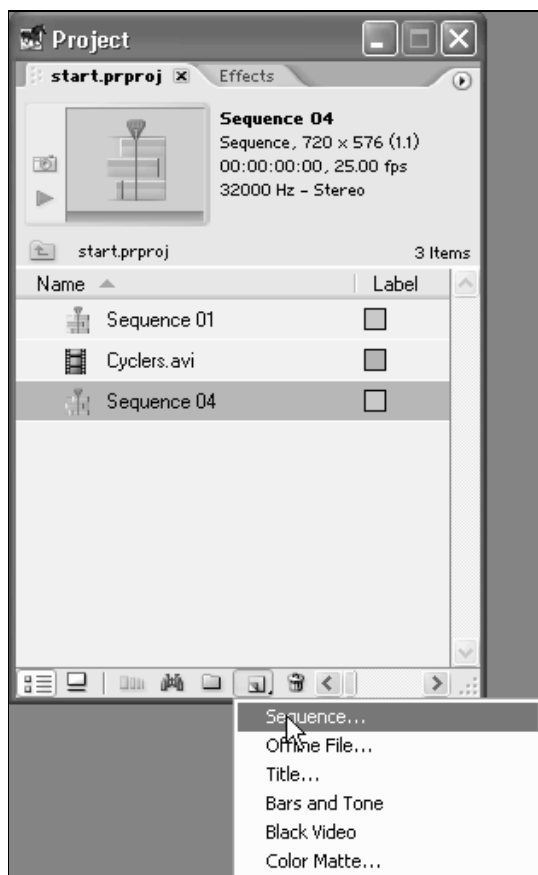 Project
start.prproj Effects
Sequence 04
Sequence, 720 x 576 (1.1)
00:00:00:00, 25.00 fps
32000 Hz - Stereo
start.prproj 3 Items
Name Label
Sequence 01
Cyclers.avi
Sequence 04
Sequence...
Offline File...
Title...
Bars and Tone
Black Video
Color Matte...